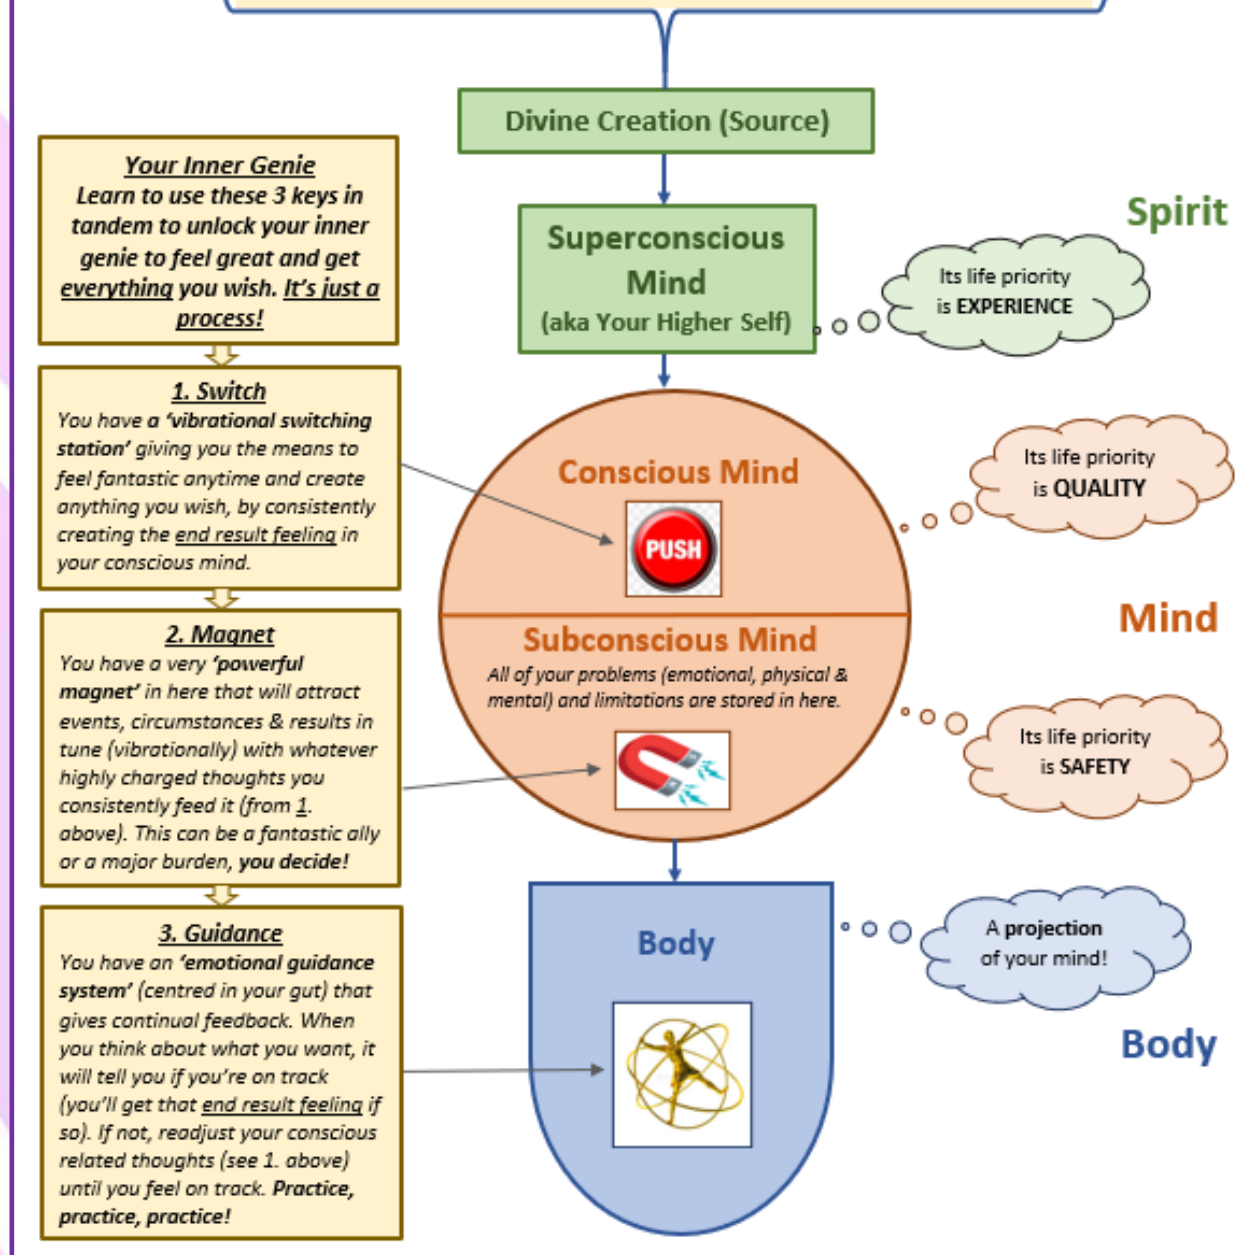 Divine Creation (Source)
Your Inner Genie
Learn to use these 3 keys in
tandem to unlock your inner
genie to feel great and get
everything you wish. It's just a
process!
Superconscious
Mind
(aka Your Higher Self)
Spirit
Its life priority
is EXPERIENCE
1. Switch
You have a 'vibrational switching
station' giving you the means to
feel fantastic anytime and create
anything you wish, by consistently
creating the end result feeling in
your conscious mind.
Conscious Mind
PUSH
Its life priority
is QUALITY
Mind
2. Magnet
You have a very 'powerful
magnet' in here that will attract
events, circumstances & results in
tune (vibrationally) with whatever
highly charged thoughts you
consistently feed it (from 1.
above). This can be a fantastic ally
or a major burden, you decide!
Subconscious Mind
All of your problems (emotional, physical &
mental) and limitations are stored in here.
Its life priority
is SAFETY
3. Guidance
You have an 'emotional guidance
system' (centred in your gut) that
gives continual feedback. When
you think about what you want, it
will tell you if you're on track
(you'll get that end result feeling if
so). If not, readjust your conscious
related thoughts (see 1. above)
until you feel on track. Practice,
practice, practice!
Body
A projection
of your mind!
Body